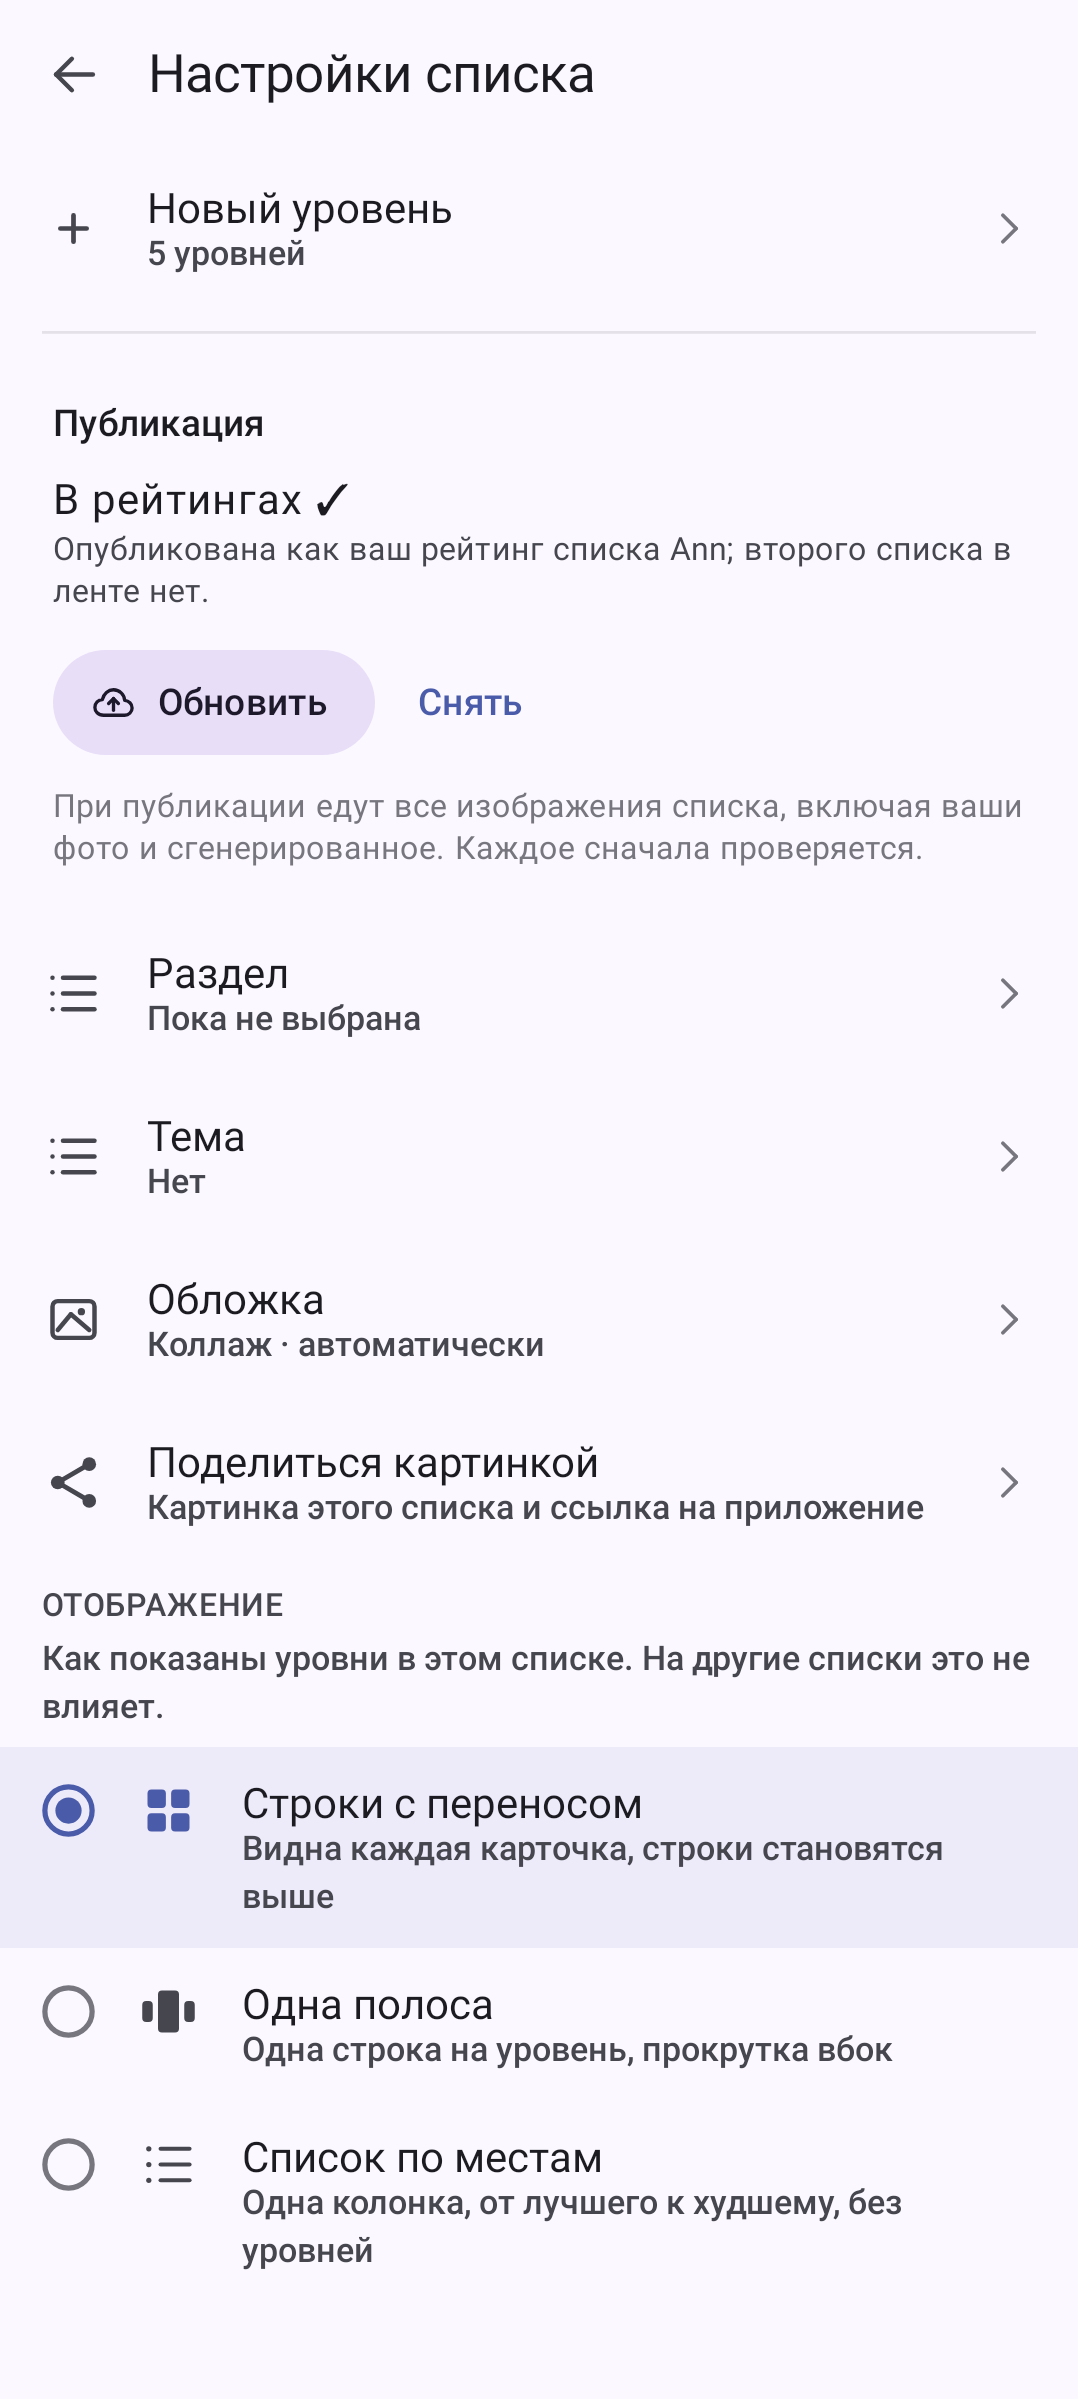 Настройки списка
Новый уровень
5 уровней
Публикация
В рейтингах ✓
Опубликована как ваш рейтинг списка Ann; второго списка в
ленте нет.
Обновить
Снять
При публикации едут все изображения списка, включая ваши
фото и сгенерированное. Каждое сначала проверяется.
Раздел
Пока не выбрана
Тема
Нет
Обложка
Коллаж · автоматически
Поделиться картинкой
Картинка этого списка и ссылка на приложение
ОТОБРАЖЕНИЕ
Как показаны уровни в этом списке. На другие списки это не
влияет.
Строки с переносом
Видна каждая карточка, строки становятся
выше
Одна полоса
Одна строка на уровень, прокрутка вбок
Список по местам
Одна колонка, от лучшего к худшему, без
уровней